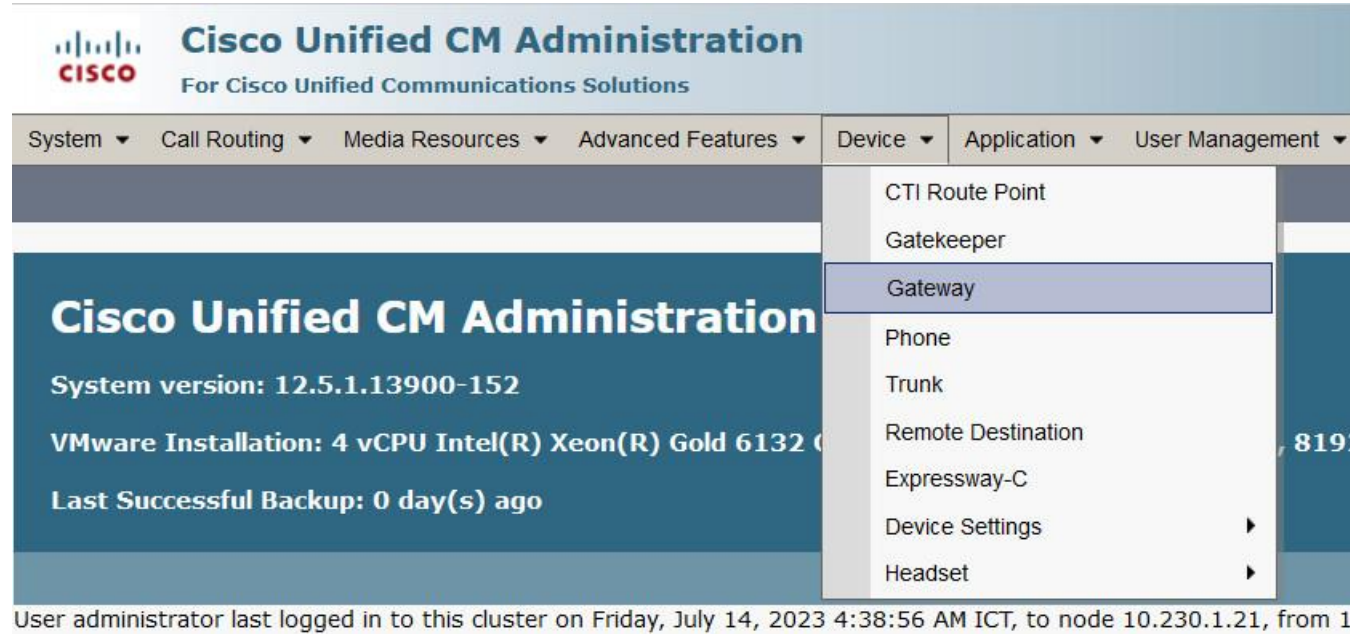 CISCO
Cisco Unified CM Administration
For Cisco Unified Communications Solutions
System Call Routing Media Resources Advanced Features Device Application User Management
CTI Route Point
Gatekeeper
Gateway
Phone
Trunk
Remote Destination
Expressway-C
Device Settings
Headset
Cisco Unified CM Administration
System version: 12.5.1.13900-152
VMware Installation: 4 vCPU Intel(R) Xeon(R) Gold 6132
Last Successful Backup: 0 day(s) ago
User administrator last logged in to this cluster on Friday, July 14, 2023 4:38:56 AM ICT, to node 10.230.1.21, from